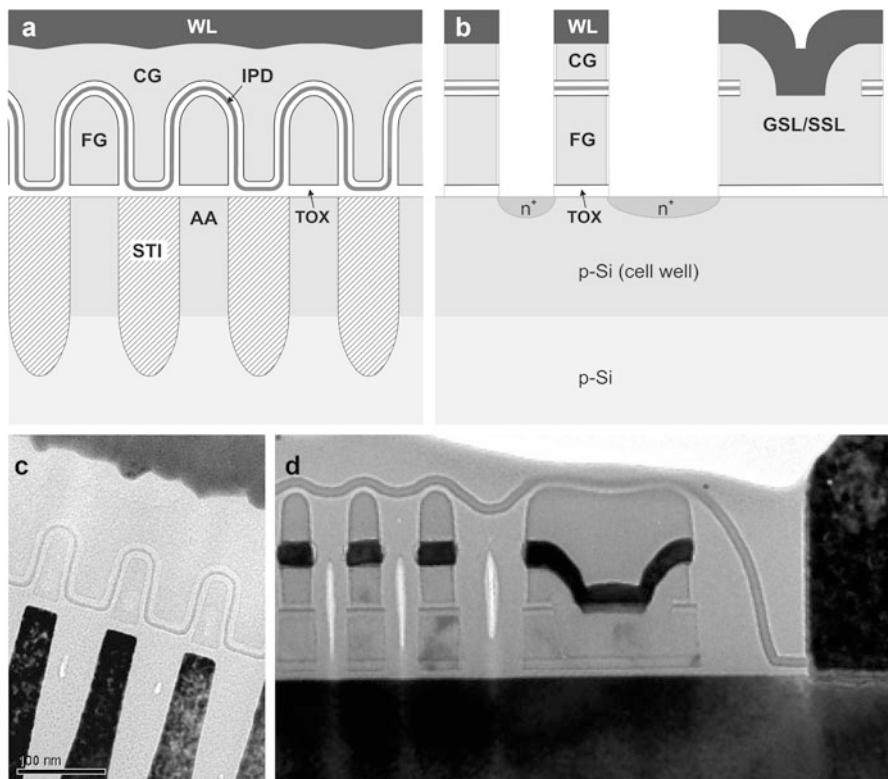 a
WL
CG
IPD
FG
AA
TOX
STI
b
WL
CG
FG
GSL/SSL
n⁺
TOX
n⁺
p-Si (cell well)
p-Si
c
100 nm
d